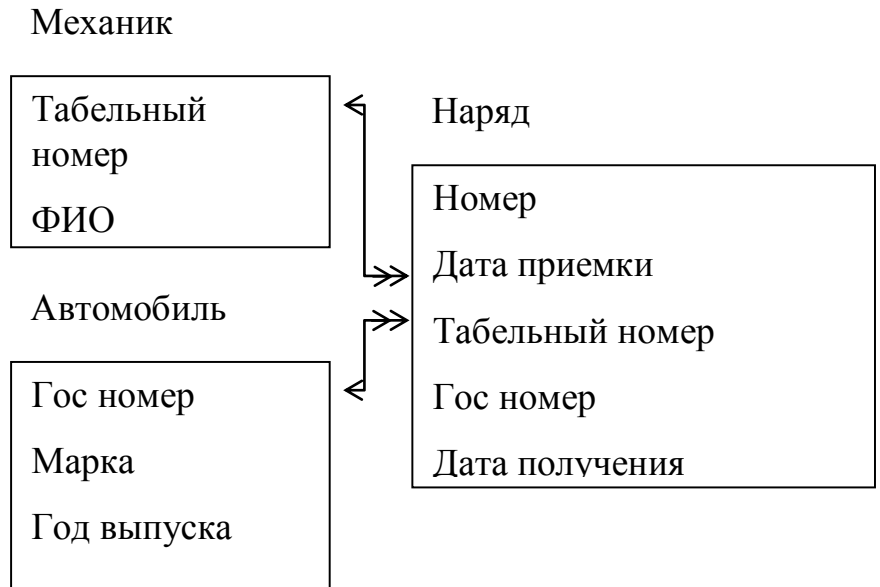 Механик
Табельный
номер
ФИО
Автомобиль
Гос номер
Марка
Год выпуска
Наряд
Номер
Дата приемки
Табельный номер
Гос номер
Дата получения